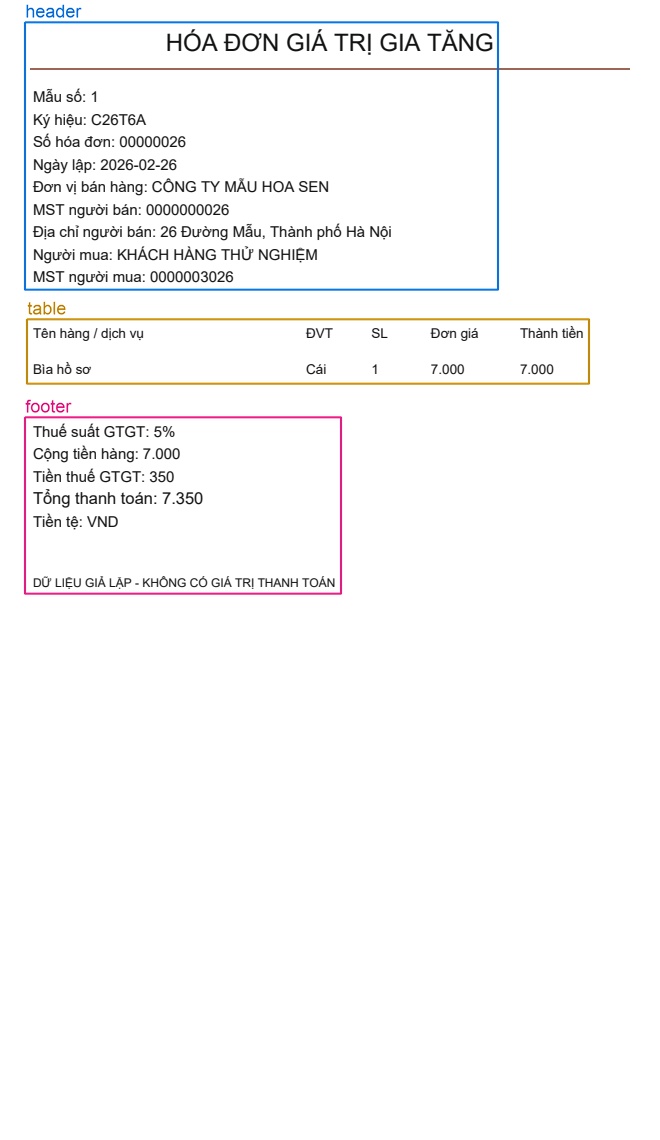 header
HÓA ĐƠN GIÁ TRỊ GIA TĂNG
Mẫu số: 1
Ký hiệu: C26T6A
Số hóa đơn: 00000026
Ngày lập: 2026-02-26
Đơn vị bán hàng: CÔNG TY MẪU HOA SEN
MST người bán: 0000000026
Địa chỉ người bán: 26 Đường Mẫu, Thành phố Hà Nội
Người mua: KHÁCH HÀNG THỬ NGHIỆM
MST người mua: 0000003026
table
Tên hàng / dịch vụ ĐVT SL Đơn giá Thành tiền
Bìa hồ sơ Cái 1 7.000 7.000
footer
Thuế suất GTGT: 5%
Cộng tiền hàng: 7.000
Tiền thuế GTGT: 350
Tổng thanh toán: 7.350
Tiền tệ: VND
DỮ LIỆU GIẢ LẬP - KHÔNG CÓ GIÁ TRỊ THANH TOÁN